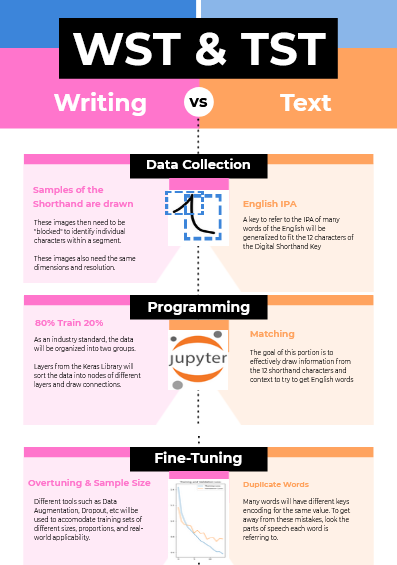 WST & TST
Writing
vs
Text
Data Collection
Samples of the
Shorthand are drawn
These images then need to be
"blocked" to identify individual
characters within a segment.
These images also need the same
dimensions and resolution.
English IPA
A key to refer to the IPA of many
words of the English will be
generalized to fit the 12 characters of
the Digital Shorthand Key
Programming
80% Train 20%
As an industry standard, the data
will be organized into two groups.
Layers from the Keras Library will
sort the data into nodes of different
layers and draw connections.
jupyter
Matching
The goal of this portion is to
effectively draw information from
the 12 shorthand characters and
context to try to get English words
Fine-Tuning
Overtuning & Sample Size
Different tools such as Data
Augmentation, Dropout, etc will be
used to accomodate training sets of
different sizes, proportions, and real-
world applicability.
Duplicate Words
Many words will have different keys
encoding for the same value. To get
away from these mistakes, look the
parts of speech each word is
referring to.